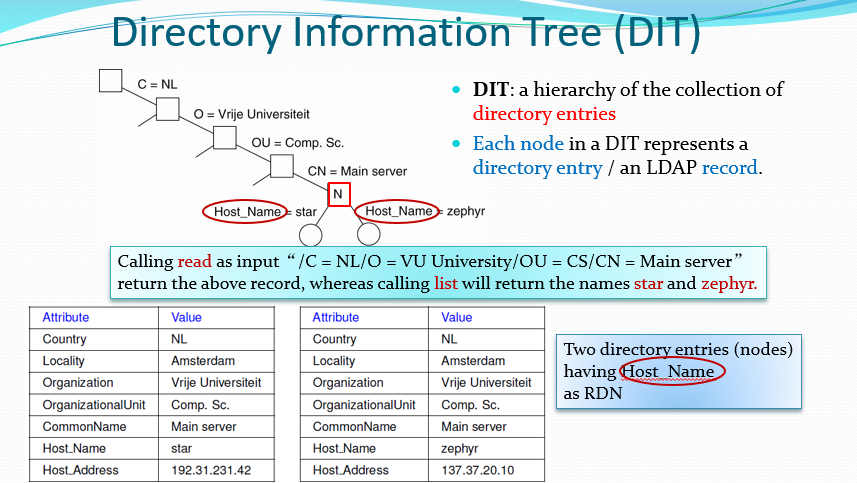 Directory Information Tree (DIT)
C = NL
O = Vrije Universiteit
OU = Comp. Sc.
CN = Main server
N
Host_Name = star
Host_Name = zephyr
• DIT: a hierarchy of the collection of
directory entries
• Each node in a DIT represents a
directory entry / an LDAP record.
Calling read as input “/C = NL/O = VU University/OU = CS/CN = Main server”
return the above record, whereas calling list will return the names star and zephyr.
Attribute Value
Country NL
Locality Amsterdam
Organization Vrije Universiteit
OrganizationalUnit Comp. Sc.
CommonName Main server
Host_Name star
Host_Address 192.31.231.42
Attribute Value
Country NL
Locality Amsterdam
Organization Vrije Universiteit
OrganizationalUnit Comp. Sc.
CommonName Main server
Host_Name zephyr
Host_Address 137.37.20.10
Two directory entries (nodes)
having Host_Name
as RDN